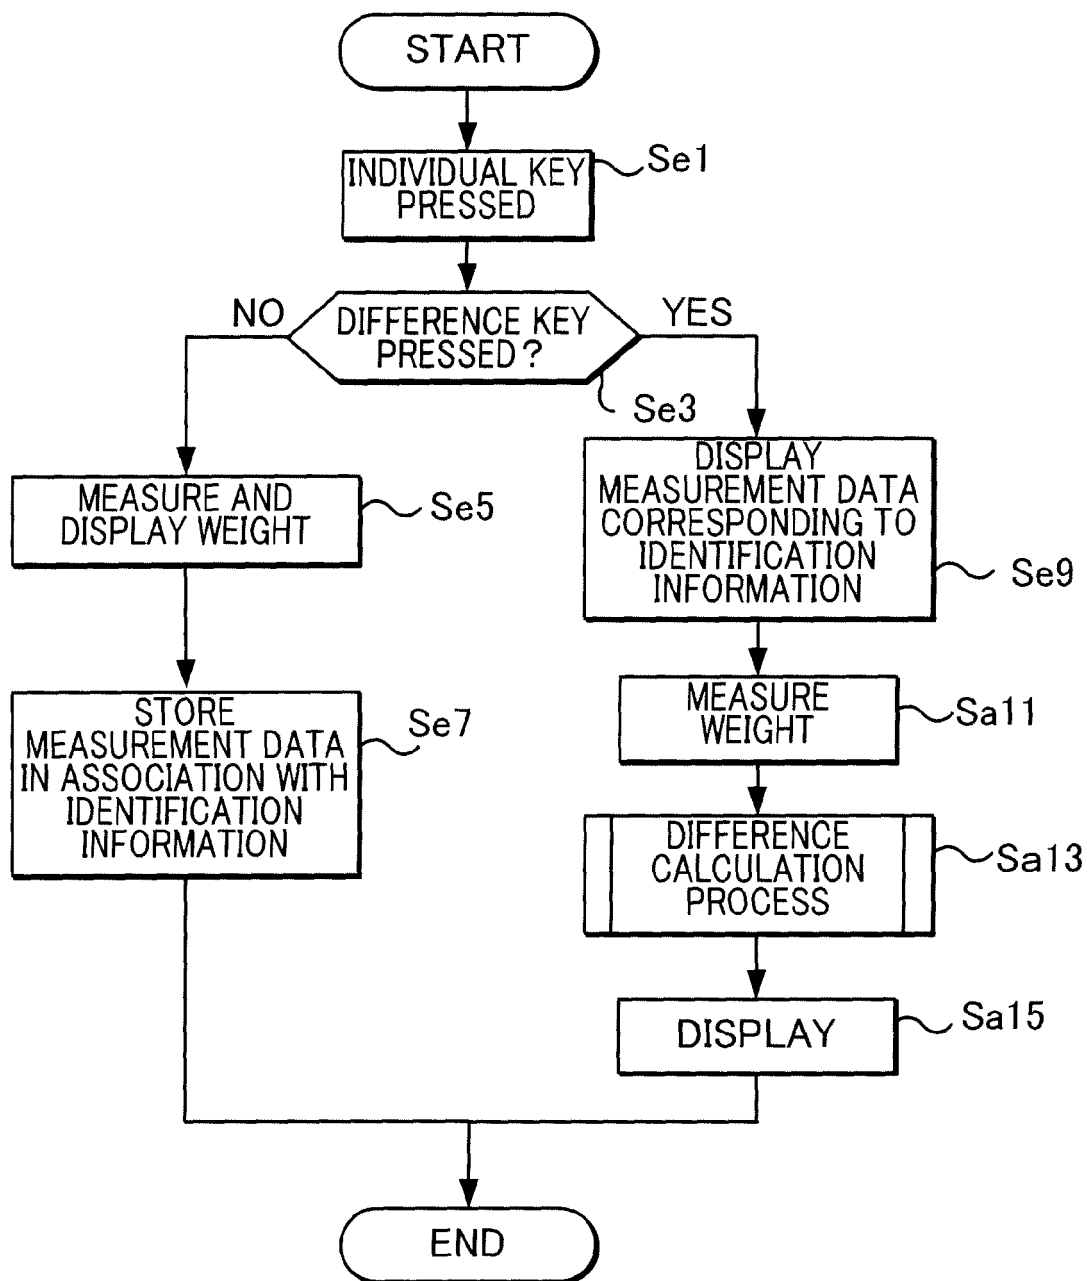 START
INDIVIDUAL KEY
PRESSED
Se1
NO
DIFFERENCE KEY
PRESSED?
YES
Se3
MEASURE AND
DISPLAY WEIGHT
Se5
STORE
MEASUREMENT DATA
IN ASSOCIATION WITH
IDENTIFICATION
INFORMATION
Se7
DISPLAY
MEASUREMENT DATA
CORRESPONDING TO
IDENTIFICATION
INFORMATION
Se9
MEASURE
WEIGHT
Sa11
DIFFERENCE
CALCULATION
PROCESS
Sa13
DISPLAY
Sa15
END